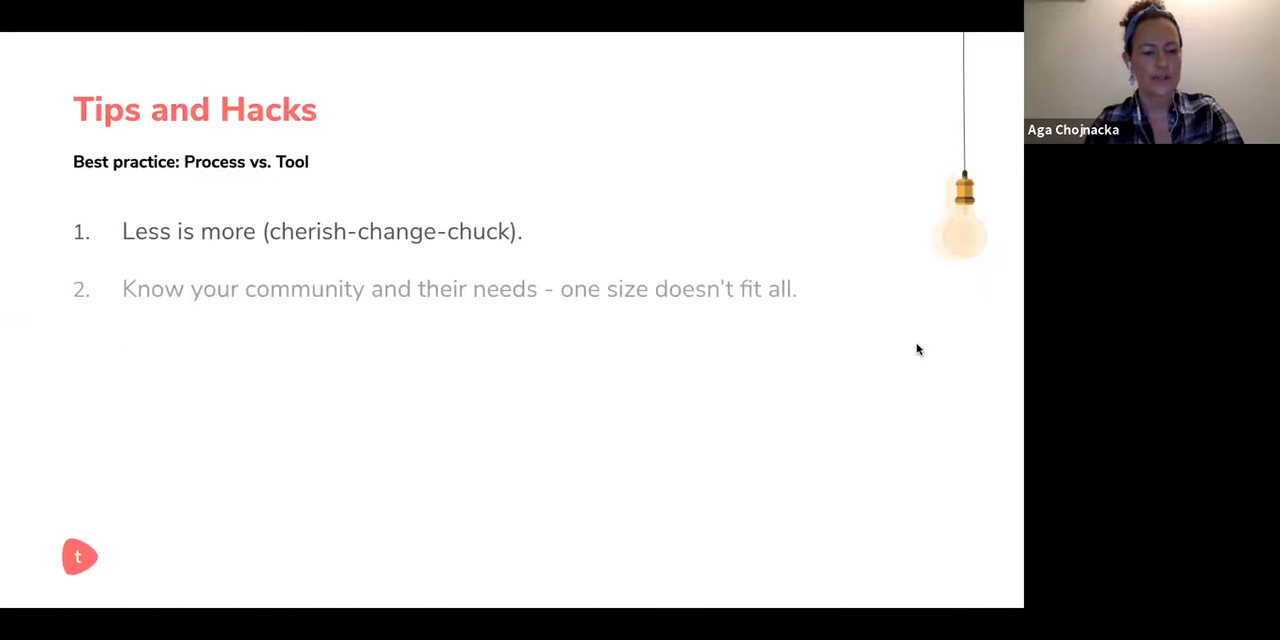 Tips and Hacks
Best practice: Process vs. Tool
1. Less is more (cherish-change-chuck).
2. Know your community and their needs - one size doesn't fit all.
t
Aga Chojnacka